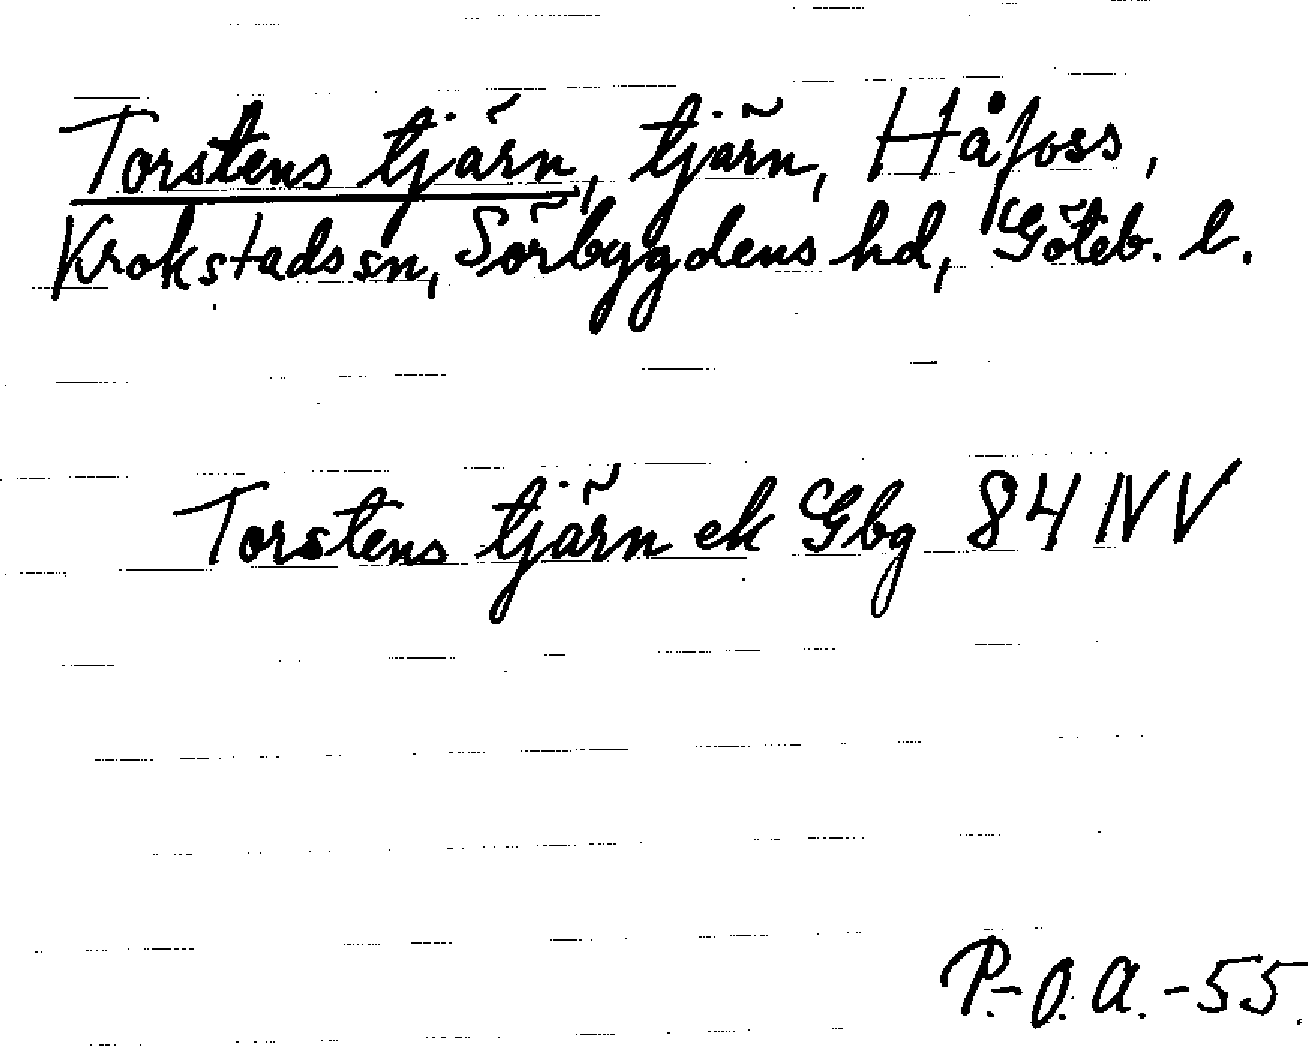 Torstens tjärn, tjärn, Håfoss,
Krokstads sn, Sörbygdens hd, Göteb. l.
Torstens tjärn ek Gbg 84 NV
P.-O. A. -55.